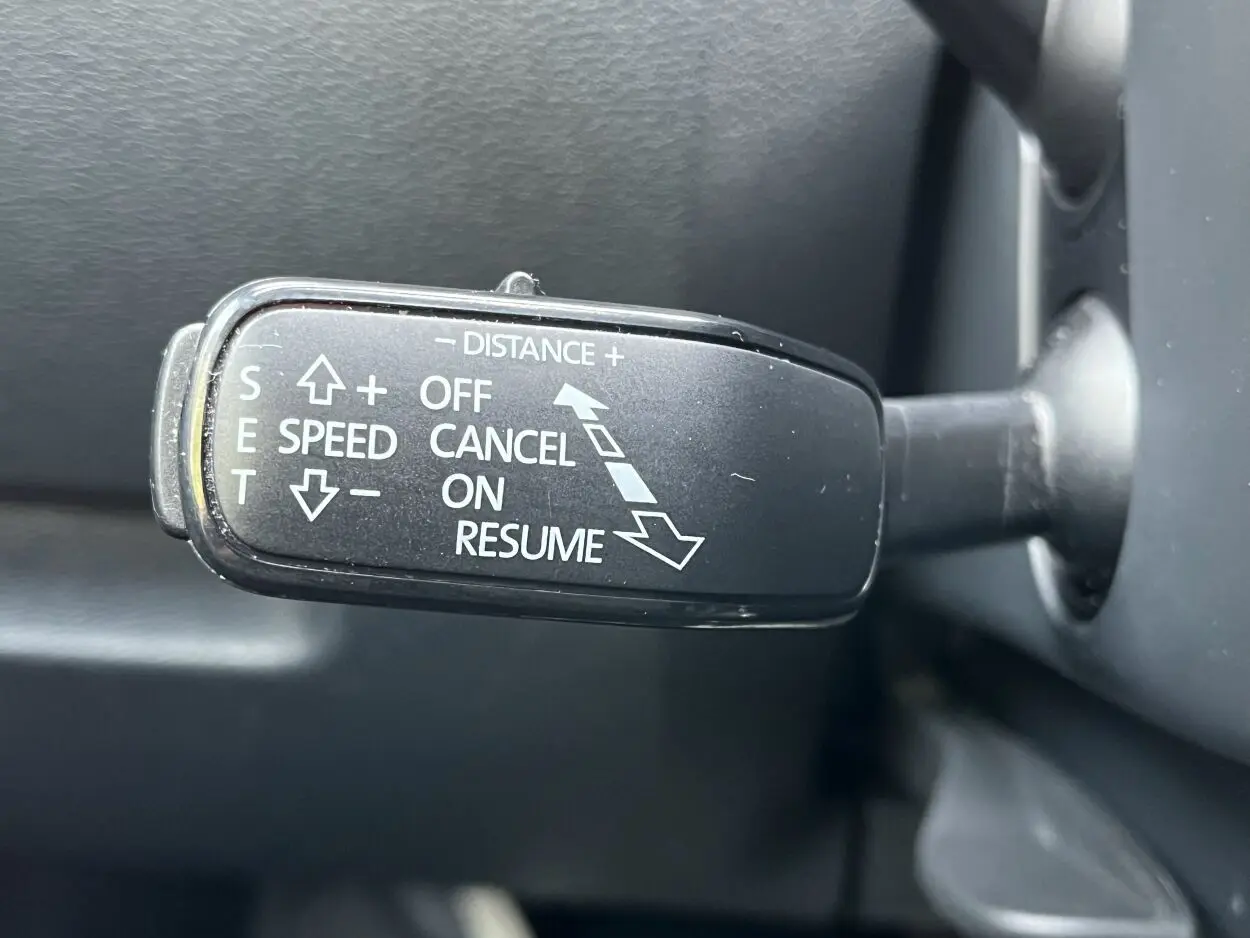 − DISTANCE +
S + OFF
E SPEED CANCEL
T − ON
RESUME